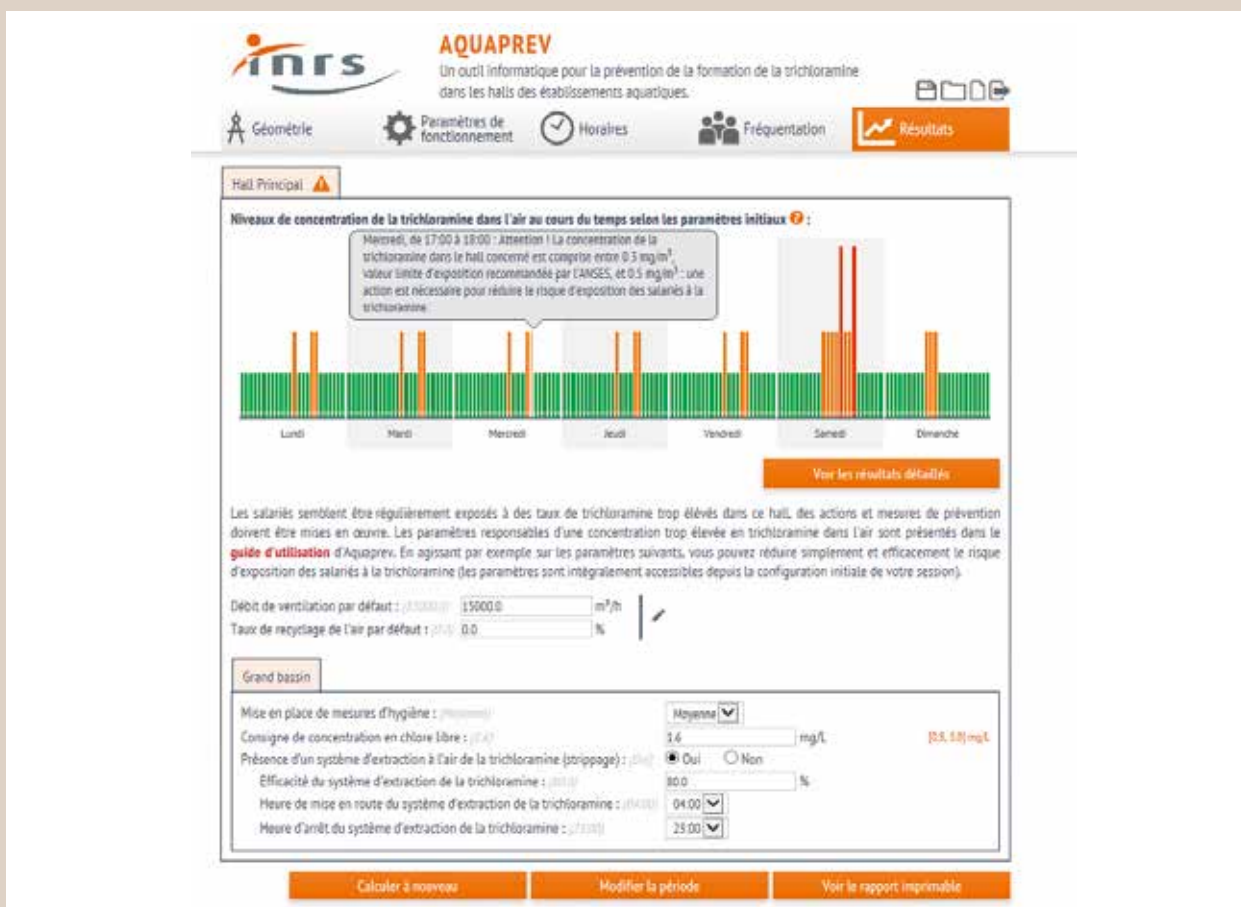 inrs
AQUAPREV
Un outil informatique pour la prévention de la formation de la trichloramine
dans les halls des établissements aquatiques.
Géométrie
Paramètres de
fonctionnement
Horaires
Fréquentation
Résultats
Hall Principal
Niveaux de concentration de la trichloramine dans l'air au cours du temps selon les paramètres initiaux ? :
Mercredi, de 17:00 à 18:00 : Attention ! La concentration de la
trichloramine dans le hall concerné est comprise entre 0.3 mg/m³,
valeur limite d'exposition recommandée par l'ANSES, et 0.5 mg/m³ : une
action est nécessaire pour réduire le risque d'exposition des salariés à la
trichloramine.
Lundi
Mardi
Mercredi
Jeudi
Vendredi
Samedi
Dimanche
Voir les résultats détaillés
Les salariés semblent être régulièrement exposés à des taux de trichloramine trop élévés dans ce hall, des actions et mesures de prévention
doivent être mises en œuvre. Les paramètres responsables d'une concentration trop élevée en trichloramine dans l'air sont présentés dans le
guide d'utilisation d'Aquaprev. En agissant par exemple sur les paramètres suivants, vous pouvez réduire simplement et efficacement le risque
d'exposition des salariés à la trichloramine (les paramètres sont intégralement accessibles depuis la configuration initiale de votre session).
Débit de ventilation par défaut : 15000.0 m³/h
Taux de recyclage de l'air par défaut : 0.0 %
Grand bassin
Mise en place de mesures d'hygiène : Moyenne
Consigne de concentration en chlore libre : 1.6 mg/L
Présence d'un système d'extraction à l'air de la trichloramine (strippage) : Oui Non
Efficacité du système d'extraction de la trichloramine : 80.0 %
Heure de mise en route du système d'extraction de la trichloramine : 04:00
Heure d'arrêt du système d'extraction de la trichloramine : 23:00
Calculer à nouveau
Modifier la période
Voir le rapport imprimable